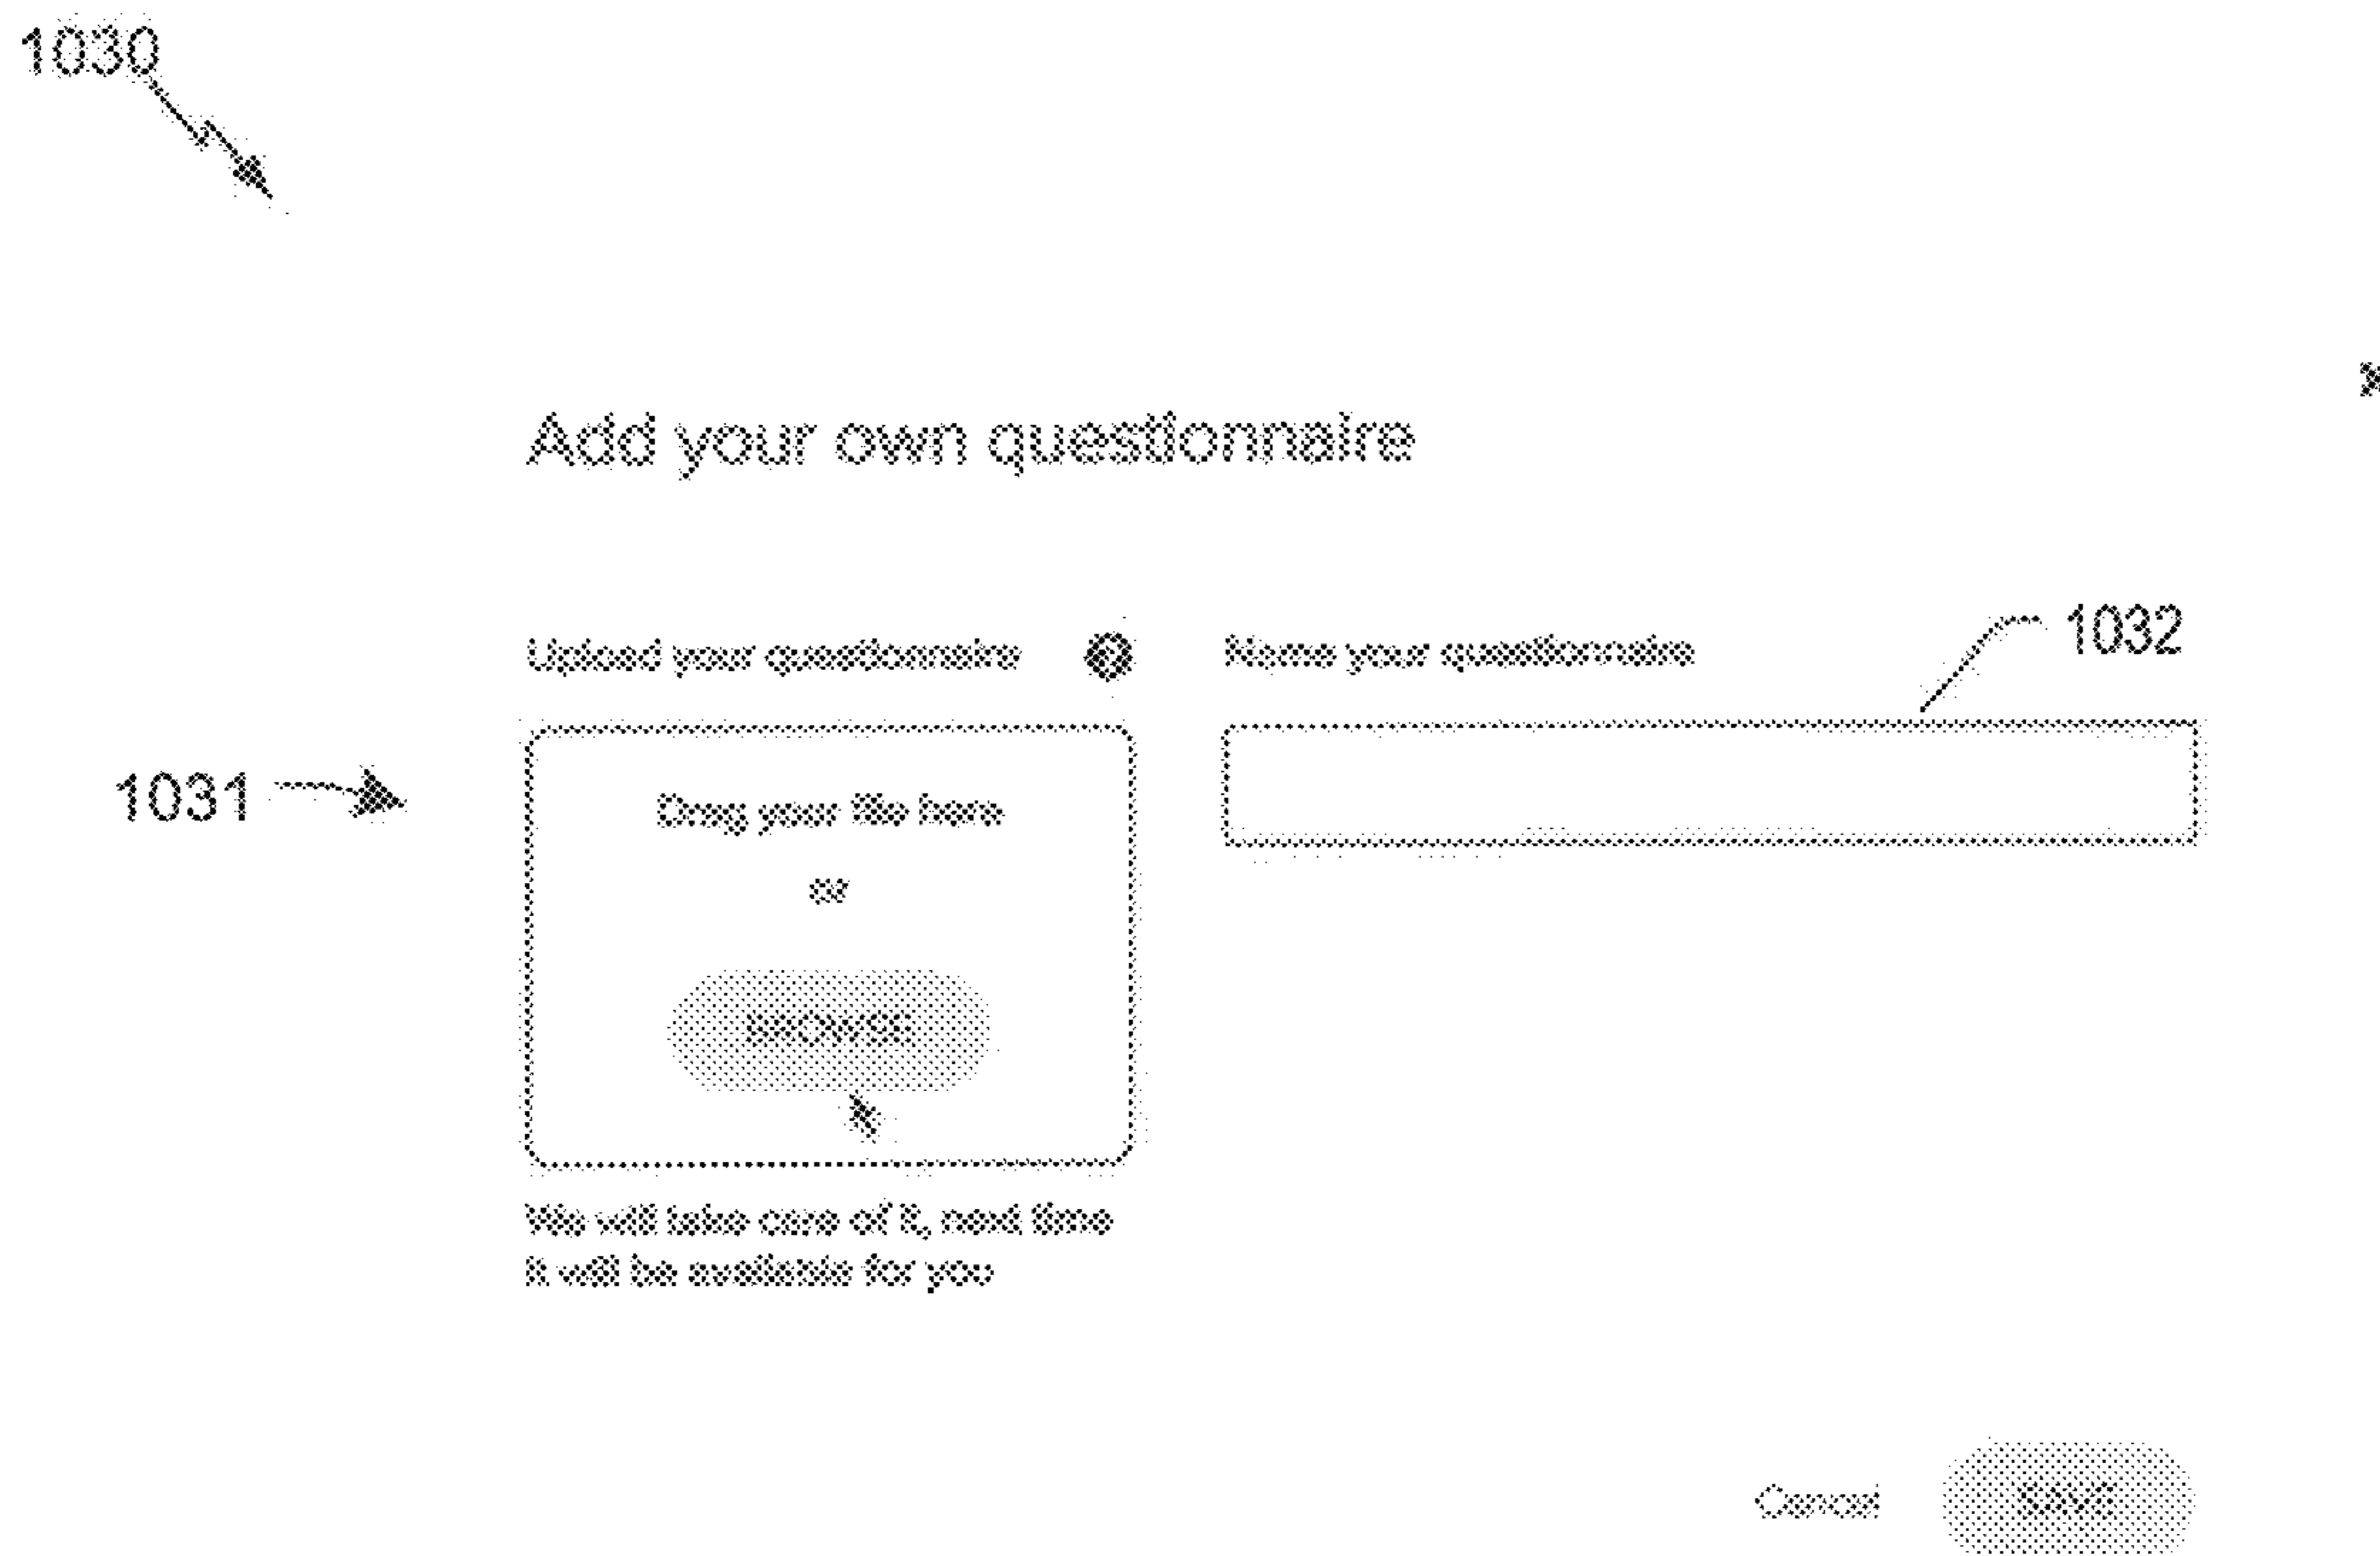 1030
Add your own questionnaire
Upload your questionnaire
Name your questionnaire
1032
1031
Drag your file here
or
BROWSE
We will take care of it, next time
it will be available for you
Cancel
SAVE